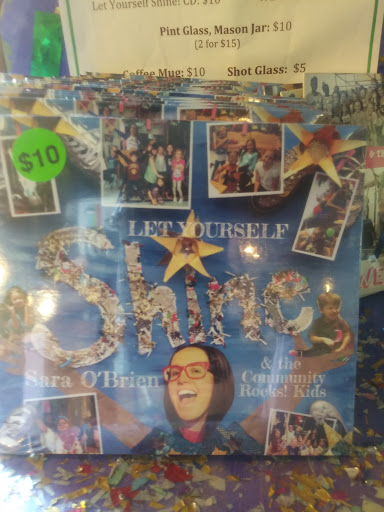 Let Yourself Shine: CD: $10
Pint Glass, Mason Jar: $10
(2 for $15)
Coffee Mug: $10 Shot Glass: $5
$10
LET YOURSELF
Shine
Sara O'Brien
& the
Community
Rocks! Kids